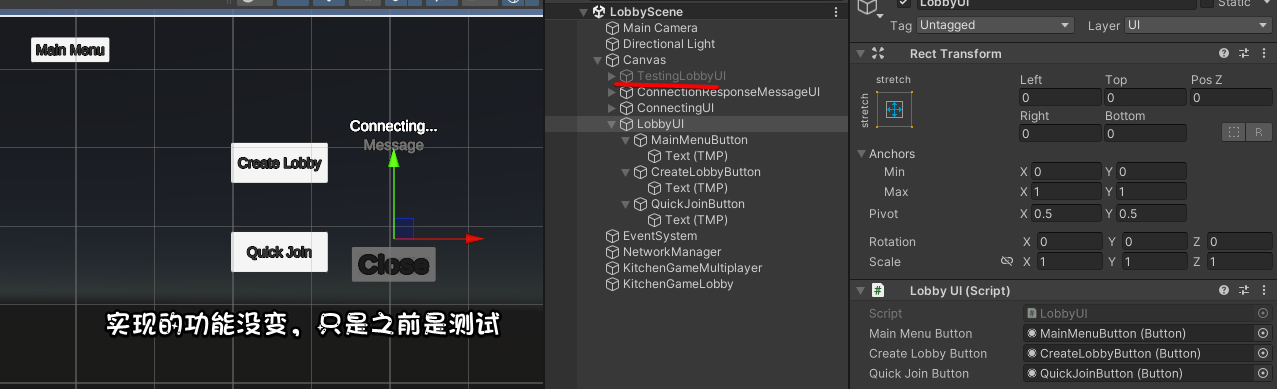 Main Menu
Connecting...
Message
Create Lobby
Quick Join
Close
实现的功能没变，只是之前是测试
LobbyScene
Main Camera
Directional Light
Canvas
TestingLobbyUI
ConnectionResponseMessageUI
ConnectingUI
LobbyUI
MainMenuButton
Text (TMP)
CreateLobbyButton
Text (TMP)
QuickJoinButton
Text (TMP)
EventSystem
NetworkManager
KitchenGameMultiplayer
KitchenGameLobby
LobbyUI Static
Tag Untagged Layer UI
Rect Transform
stretch Left Top Pos Z
stretch 0 0 0
Right Bottom
0 0 R
Anchors
Min X 0 Y 0
Max X 1 Y 1
Pivot X 0.5 Y 0.5
Rotation X 0 Y 0 Z 0
Scale X 1 Y 1 Z 1
Lobby UI (Script)
Script LobbyUI
Main Menu Button MainMenuButton (Button)
Create Lobby Button CreateLobbyButton (Button)
Quick Join Button QuickJoinButton (Button)